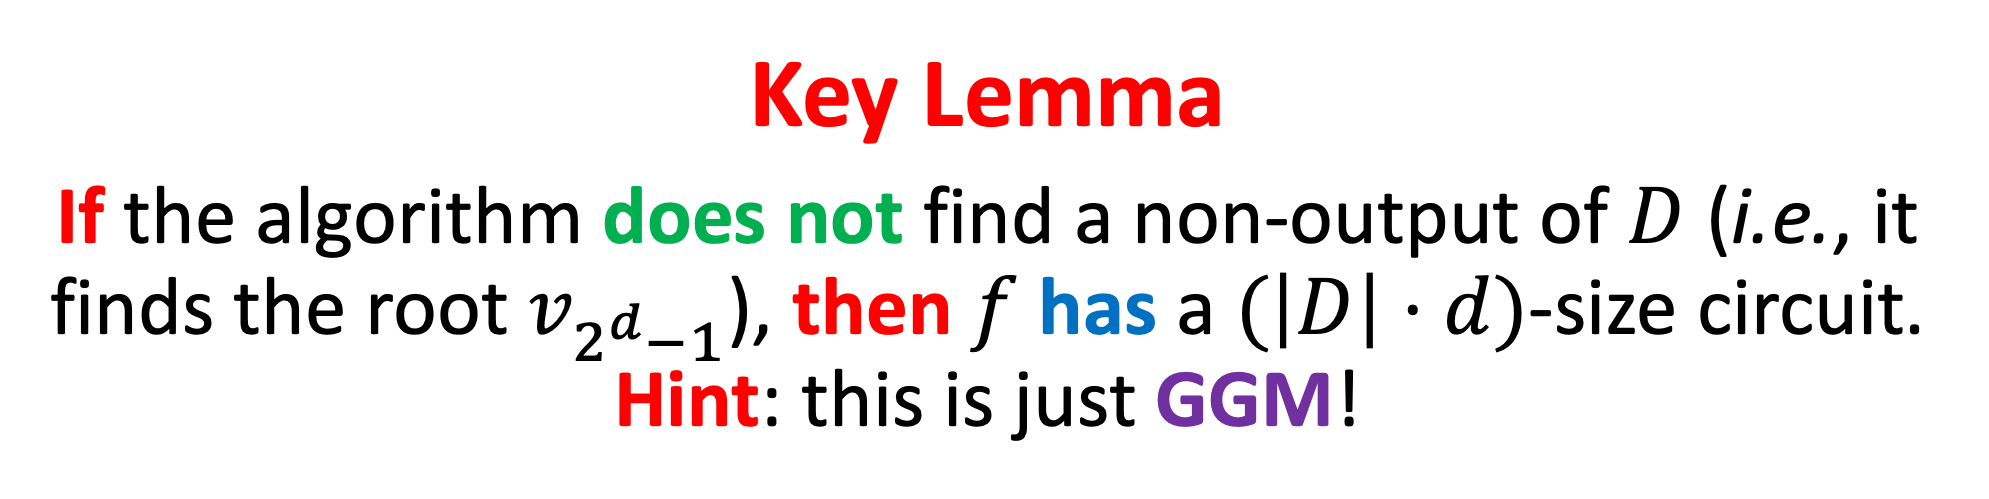 Key Lemma
If the algorithm does not find a non-output of 𝐷 (i.e., it
finds the root 𝑣_{2^𝑑−1}), then 𝑓 has a (|𝐷| · 𝑑)-size circuit.
Hint: this is just GGM!